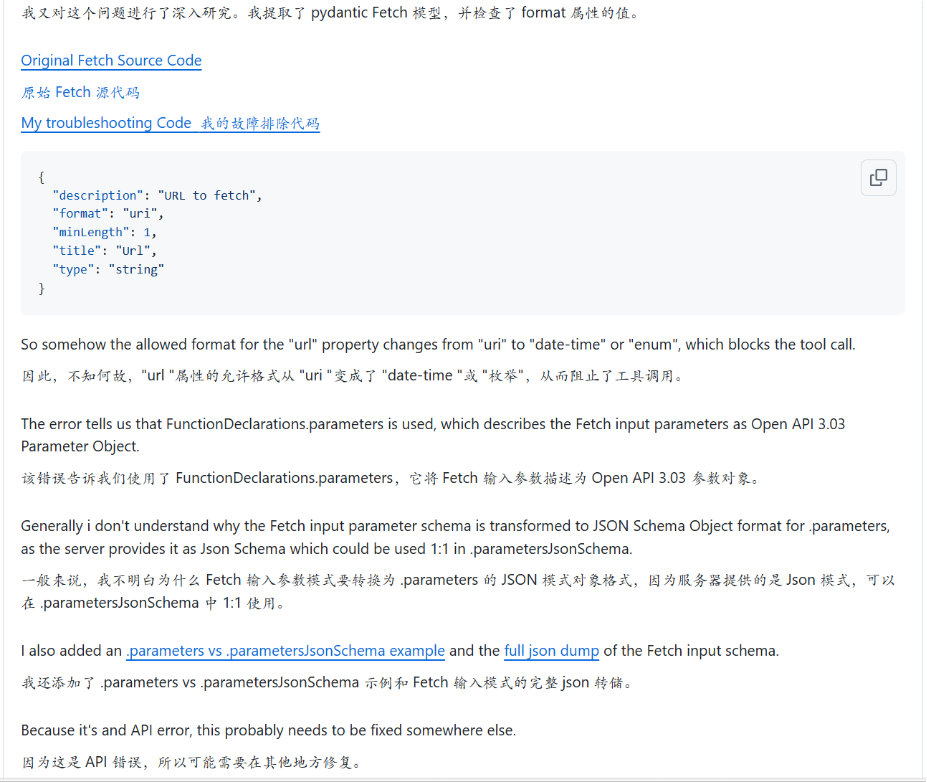 我又对这个问题进行了深入研究。我提取了 pydantic Fetch 模型，并检查了 format 属性的值。
Original Fetch Source Code
原始 Fetch 源代码
My troubleshooting Code 我的故障排除代码
{
  "description": "URL to fetch",
  "format": "uri",
  "minLength": 1,
  "title": "Url",
  "type": "string"
}
So somehow the allowed format for the "url" property changes from "uri" to "date-time" or "enum", which blocks the tool call.
因此，不知何故，"url "属性的允许格式从 "uri "变成了 "date-time "或 "枚举"，从而阻止了工具调用。
The error tells us that FunctionDeclarations.parameters is used, which describes the Fetch input parameters as Open API 3.03
Parameter Object.
该错误告诉我们使用了 FunctionDeclarations.parameters，它将 Fetch 输入参数描述为 Open API 3.03 参数对象。
Generally i don't understand why the Fetch input parameter schema is transformed to JSON Schema Object format for .parameters,
as the server provides it as Json Schema which could be used 1:1 in .parametersJsonSchema.
一般来说，我不明白为什么 Fetch 输入参数模式要转换为 .parameters 的 JSON 模式对象格式，因为服务器提供的是 Json 模式，可以
在 .parametersJsonSchema 中 1:1 使用。
I also added an .parameters vs .parametersJsonSchema example and the full json dump of the Fetch input schema.
我还添加了 .parameters vs .parametersJsonSchema 示例和 Fetch 输入模式的完整 json 转储。
Because it's and API error, this probably needs to be fixed somewhere else.
因为这是 API 错误，所以可能需要在其他地方修复。